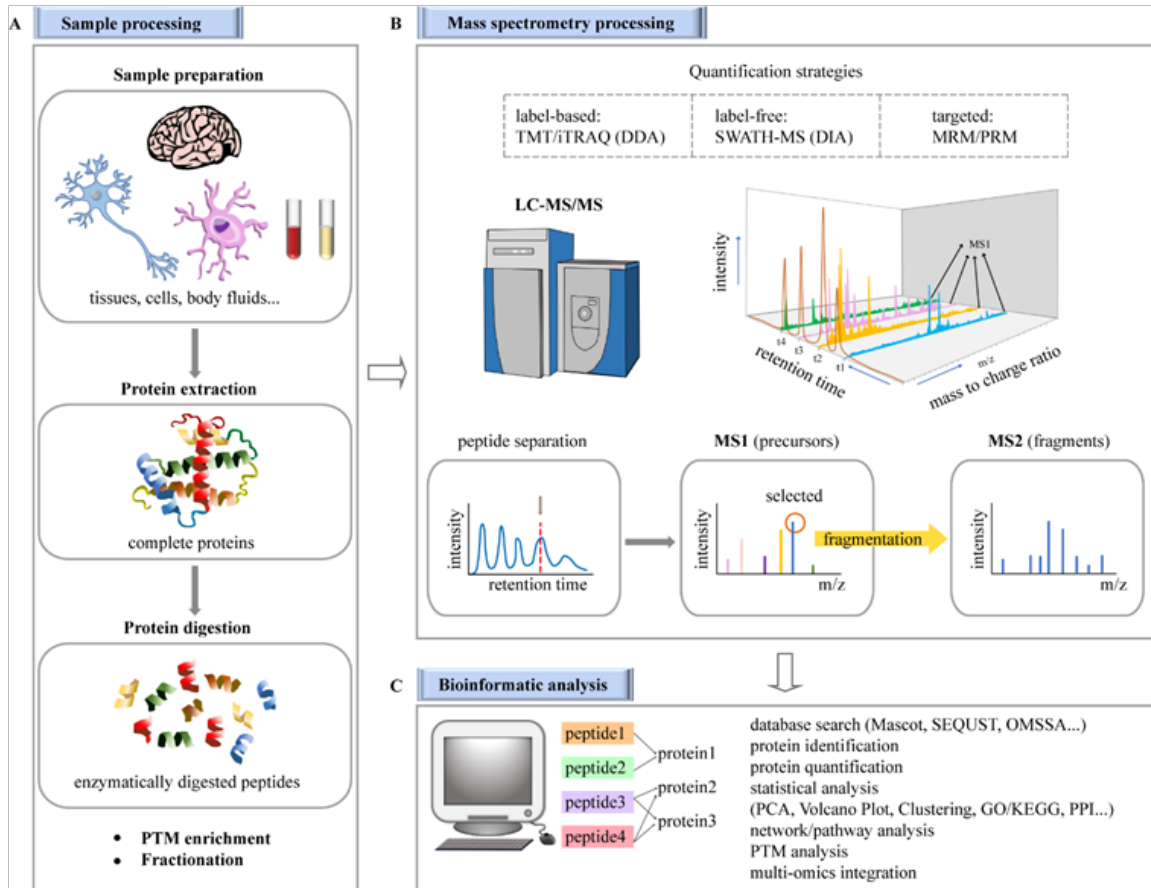 A
Sample processing
Sample preparation
tissues, cells, body fluids...
Protein extraction
complete proteins
Protein digestion
enzymatically digested peptides
• PTM enrichment
• Fractionation
B
Mass spectrometry processing
Quantification strategies
label-based:
TMT/iTRAQ (DDA)
label-free:
SWATH-MS (DIA)
targeted:
MRM/PRM
LC-MS/MS
intensity
MS1
t4
t3
t2
t1
retention time
m/z
mass to charge ratio
peptide separation
intensity
retention time
MS1 (precursors)
selected
intensity
m/z
fragmentation
MS2 (fragments)
intensity
m/z
C
Bioinformatic analysis
peptide1
peptide2
peptide3
peptide4
protein1
protein2
protein3
database search (Mascot, SEQUST, OMSSA...)
protein identification
protein quantification
statistical analysis
(PCA, Volcano Plot, Clustering, GO/KEGG, PPI...)
network/pathway analysis
PTM analysis
multi-omics integration